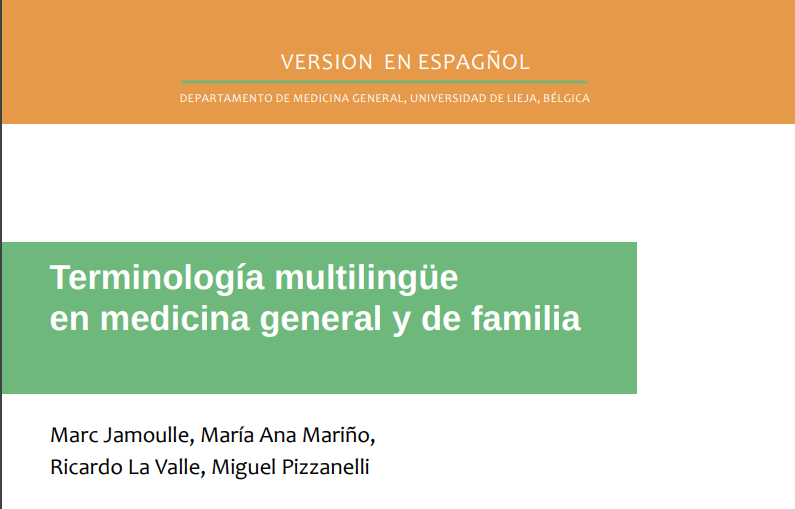 VERSION EN ESPAGÑOL
DEPARTAMENTO DE MEDICINA GENERAL, UNIVERSIDAD DE LIEJA, BÉLGICA
Terminología multilingüe
en medicina general y de familia
Marc Jamoulle, María Ana Mariño,
Ricardo La Valle, Miguel Pizzanelli